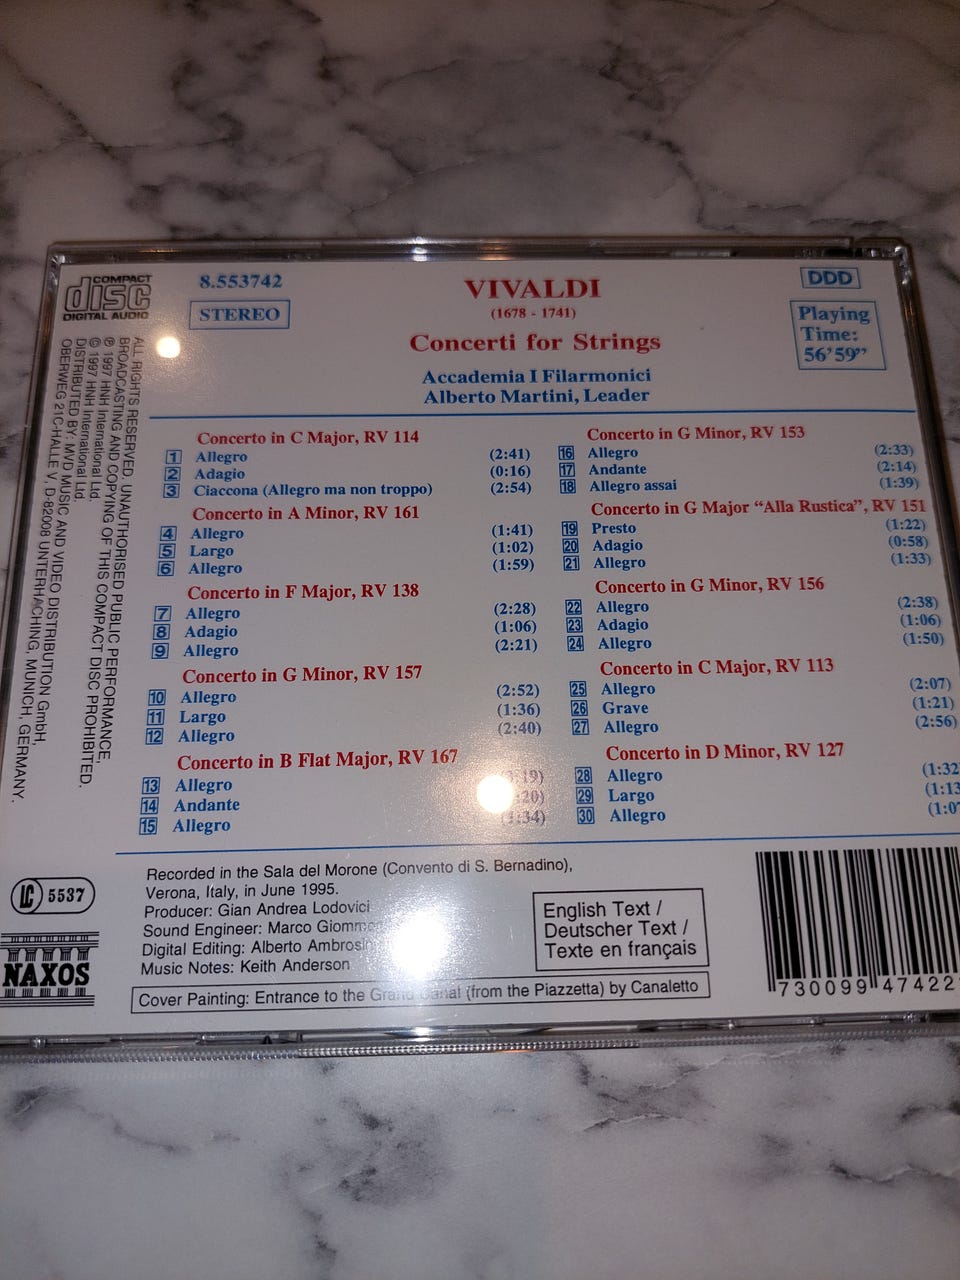 COMPACT
disc
DIGITAL AUDIO
8.553742
STEREO
VIVALDI
(1678 - 1741)
Concerti for Strings
Accademia I Filarmonici
Alberto Martini, Leader
DDD
Playing
Time:
56'59”
ALL RIGHTS RESERVED. UNAUTHORISED PUBLIC PERFORMANCE,
BROADCASTING AND COPYING OF THIS COMPACT DISC PROHIBITED.
℗ 1997 HNH International Ltd.
© 1997 HNH International Ltd.
DISTRIBUTED BY: MVD MUSIC AND VIDEO DISTRIBUTION GmbH,
OBERWEG 21C-HALLE V, D-82008 UNTERHACHING, MUNICH, GERMANY.
Concerto in C Major, RV 114
1 Allegro (2:41)
2 Adagio (0:16)
3 Ciaccona (Allegro ma non troppo) (2:54)
Concerto in A Minor, RV 161
4 Allegro (1:41)
5 Largo (1:02)
6 Allegro (1:59)
Concerto in F Major, RV 138
7 Allegro (2:28)
8 Adagio (1:06)
9 Allegro (2:21)
Concerto in G Minor, RV 157
10 Allegro (2:52)
11 Largo (1:36)
12 Allegro (2:40)
Concerto in B Flat Major, RV 167
13 Allegro
14 Andante
15 Allegro
Concerto in G Minor, RV 153
16 Allegro (2:33)
17 Andante (2:14)
18 Allegro assai (1:39)
Concerto in G Major “Alla Rustica”, RV 151
19 Presto (1:22)
20 Adagio (0:58)
21 Allegro (1:33)
Concerto in G Minor, RV 156
22 Allegro (2:38)
23 Adagio (1:06)
24 Allegro (1:50)
Concerto in C Major, RV 113
25 Allegro (2:07)
26 Grave (1:21)
27 Allegro (2:56)
Concerto in D Minor, RV 127
28 Allegro (1:32
29 Largo (1:13
30 Allegro (1:07
Recorded in the Sala del Morone (Convento di S. Bernadino),
Verona, Italy, in June 1995.
Producer: Gian Andrea Lodovici
Sound Engineer: Marco
Digital Editing: Alberto
Music Notes: Keith Anderson
English Text /
Deutscher Text /
Texte en français
Cover Painting: Entrance to the Grand Canal (from the Piazzetta) by Canaletto
LC 5537
NAXOS
730099 47422